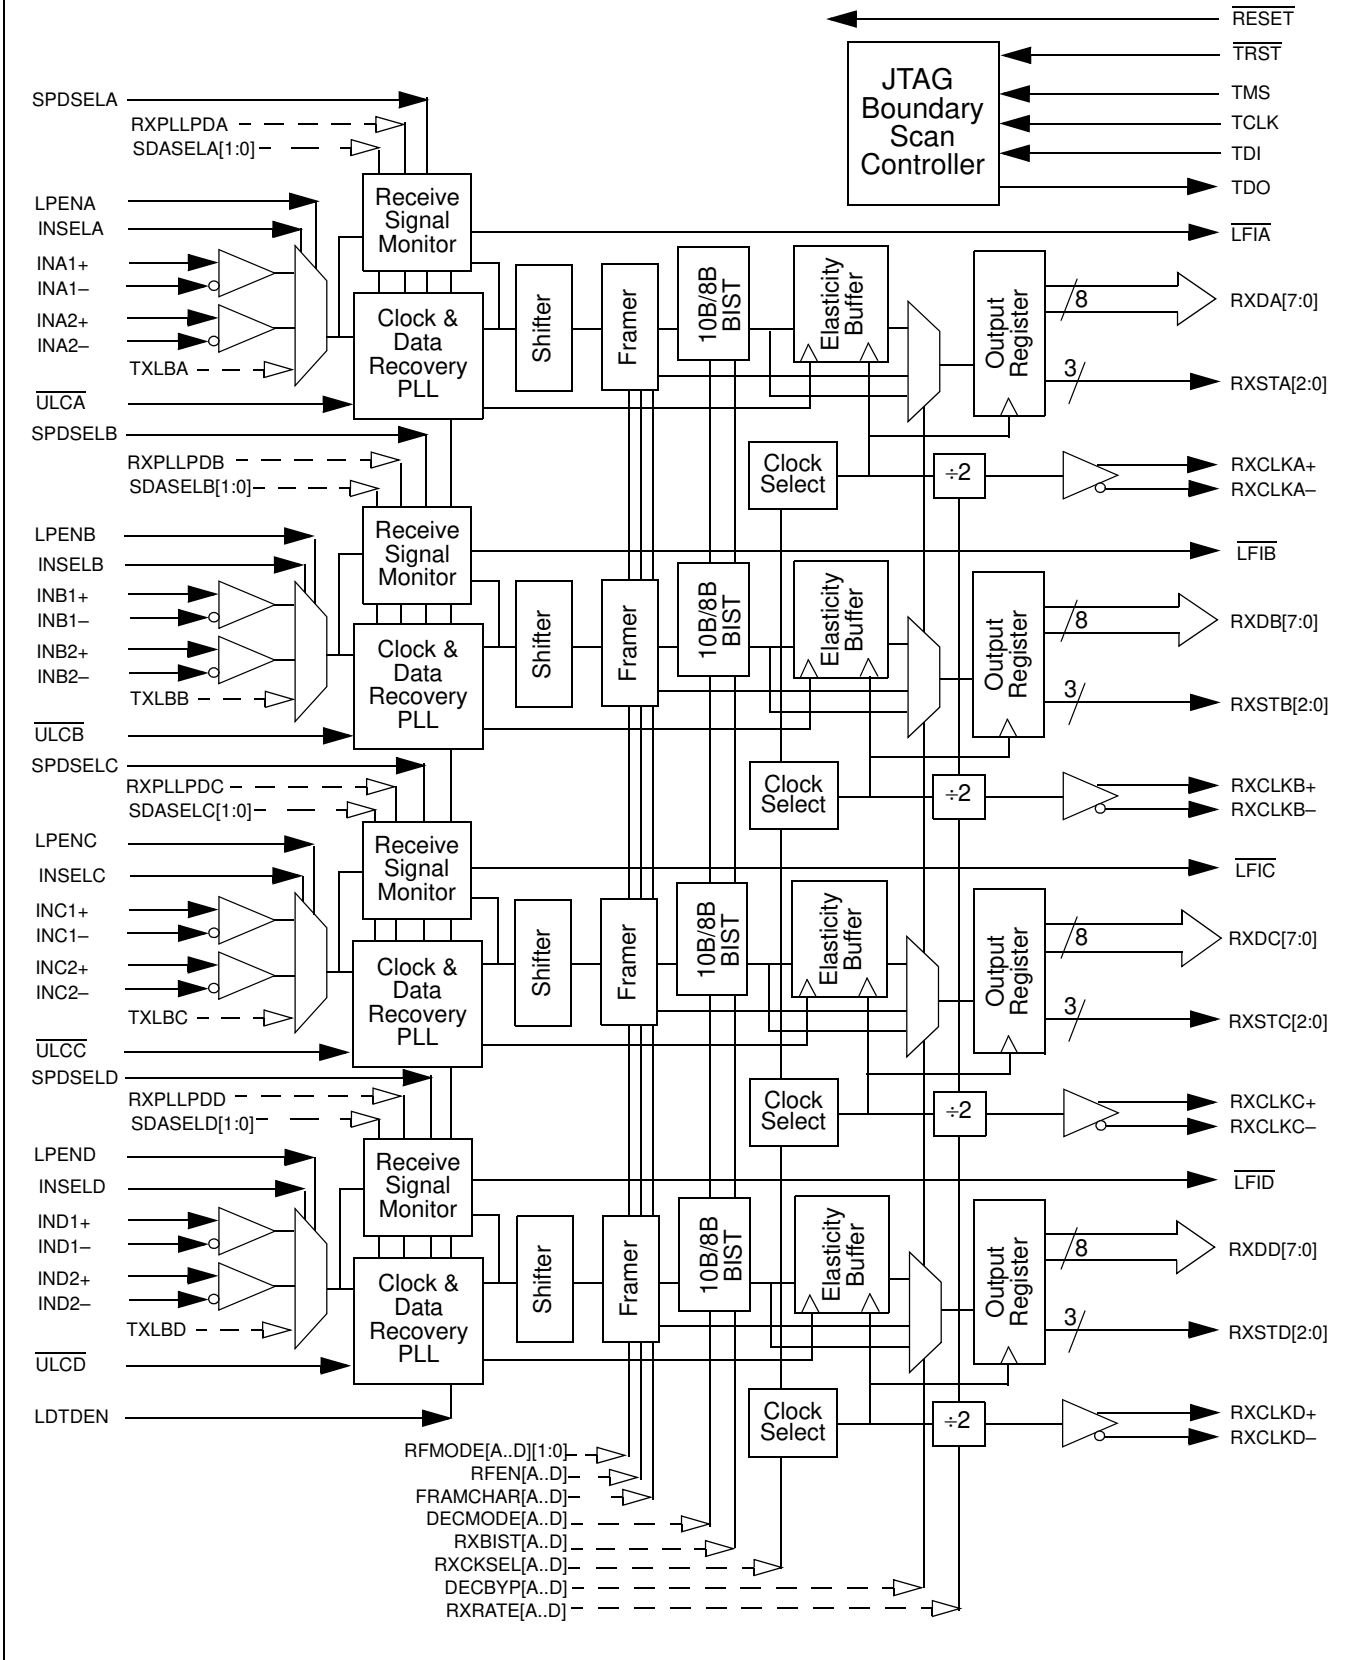 RESET
TRST
TMS
TCLK
TDI
TDO
JTAG
Boundary
Scan
Controller
SPDSELA
RXPLLPDA
SDASELA[1:0]
LPENA
INSELA
INA1+
INA1–
INA2+
INA2–
TXLBA
ULCA
Receive
Signal
Monitor
Clock &
Data
Recovery
PLL
Shifter
Framer
10B/8B
BIST
Elasticity
Buffer
Output
Register
Clock
Select
÷2
8
3
LFIA
RXDA[7:0]
RXSTA[2:0]
RXCLKA+
RXCLKA–
SPDSELB
RXPLLPDB
SDASELB[1:0]
LPENB
INSELB
INB1+
INB1–
INB2+
INB2–
TXLBB
ULCB
Receive
Signal
Monitor
Clock &
Data
Recovery
PLL
Shifter
Framer
10B/8B
BIST
Elasticity
Buffer
Output
Register
Clock
Select
÷2
8
3
LFIB
RXDB[7:0]
RXSTB[2:0]
RXCLKB+
RXCLKB–
SPDSELC
RXPLLPDC
SDASELC[1:0]
LPENC
INSELC
INC1+
INC1–
INC2+
INC2–
TXLBC
ULCC
Receive
Signal
Monitor
Clock &
Data
Recovery
PLL
Shifter
Framer
10B/8B
BIST
Elasticity
Buffer
Output
Register
Clock
Select
÷2
8
3
LFIC
RXDC[7:0]
RXSTC[2:0]
RXCLKC+
RXCLKC–
SPDSELD
RXPLLPDD
SDASELD[1:0]
LPEND
INSELD
IND1+
IND1–
IND2+
IND2–
TXLBD
ULCD
LDTDEN
Receive
Signal
Monitor
Clock &
Data
Recovery
PLL
Shifter
Framer
10B/8B
BIST
Elasticity
Buffer
Output
Register
Clock
Select
÷2
8
3
LFID
RXDD[7:0]
RXSTD[2:0]
RXCLKD+
RXCLKD–
RFMODE[A..D][1:0]
RFEN[A..D]
FRAMCHAR[A..D]
DECMODE[A..D]
RXBIST[A..D]
RXCKSEL[A..D]
DECBYP[A..D]
RXRATE[A..D]